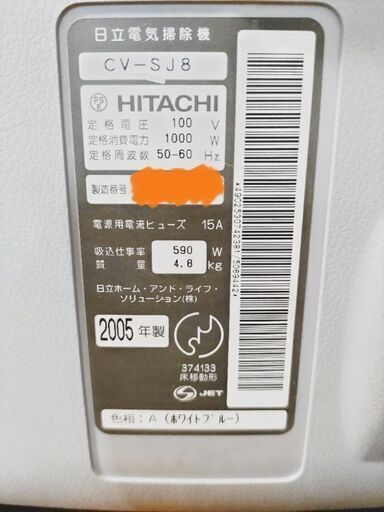 日立電気掃除機
CV-SJ8
PS
E
HITACHI
定格電圧 100 V
定格消費電力 1000 W
定格周波数 50-60 Hz
製造番号
電源用電流ヒューズ 15A
吸込仕事率 590 W
質量 4.8 kg
日立ホーム・アンド・ライフ・
ソリューション(株)
2005年製
374133
床移動形
S JET
色相:A (ホワイトブルー)